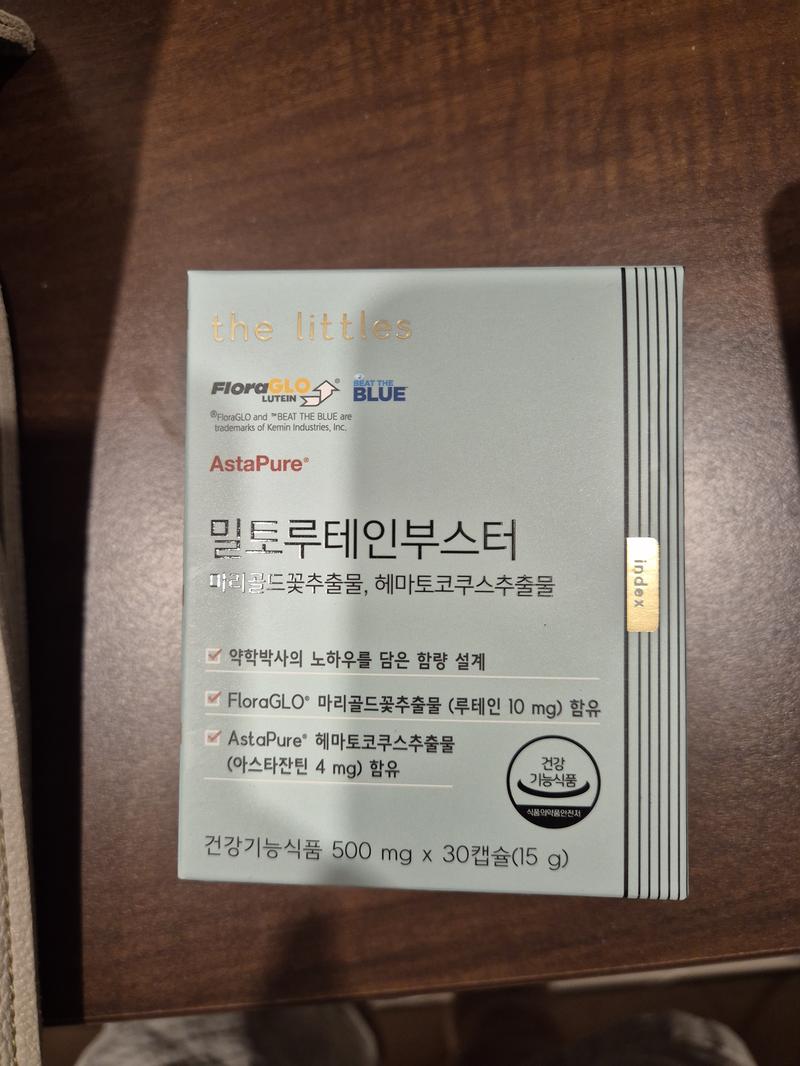 the littles
FloraGLO®
LUTEIN
BEAT THE
BLUE
®FloraGLO and ™BEAT THE BLUE are
trademarks of Kemin Industries, Inc.
AstaPure®
밀토루테인부스터
마리골드꽃추출물, 헤마토코쿠스추출물
약학박사의 노하우를 담은 함량 설계
FloraGLO® 마리골드꽃추출물 (루테인 10 mg) 함유
AstaPure® 헤마토코쿠스추출물
(아스타잔틴 4 mg) 함유
건강
기능식품
식품의약품안전처
건강기능식품 500 mg x 30캡슐(15 g)
index